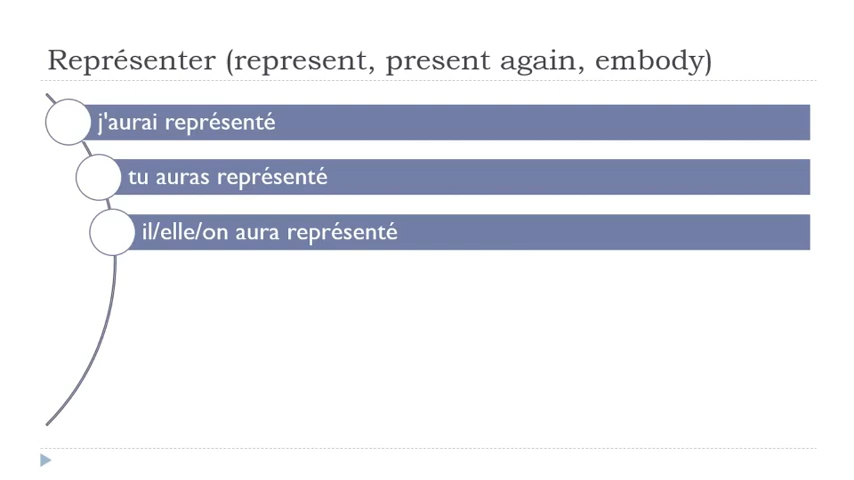 Représenter (represent, present again, embody)
j'aurai représenté
tu auras représenté
il/elle/on aura représenté